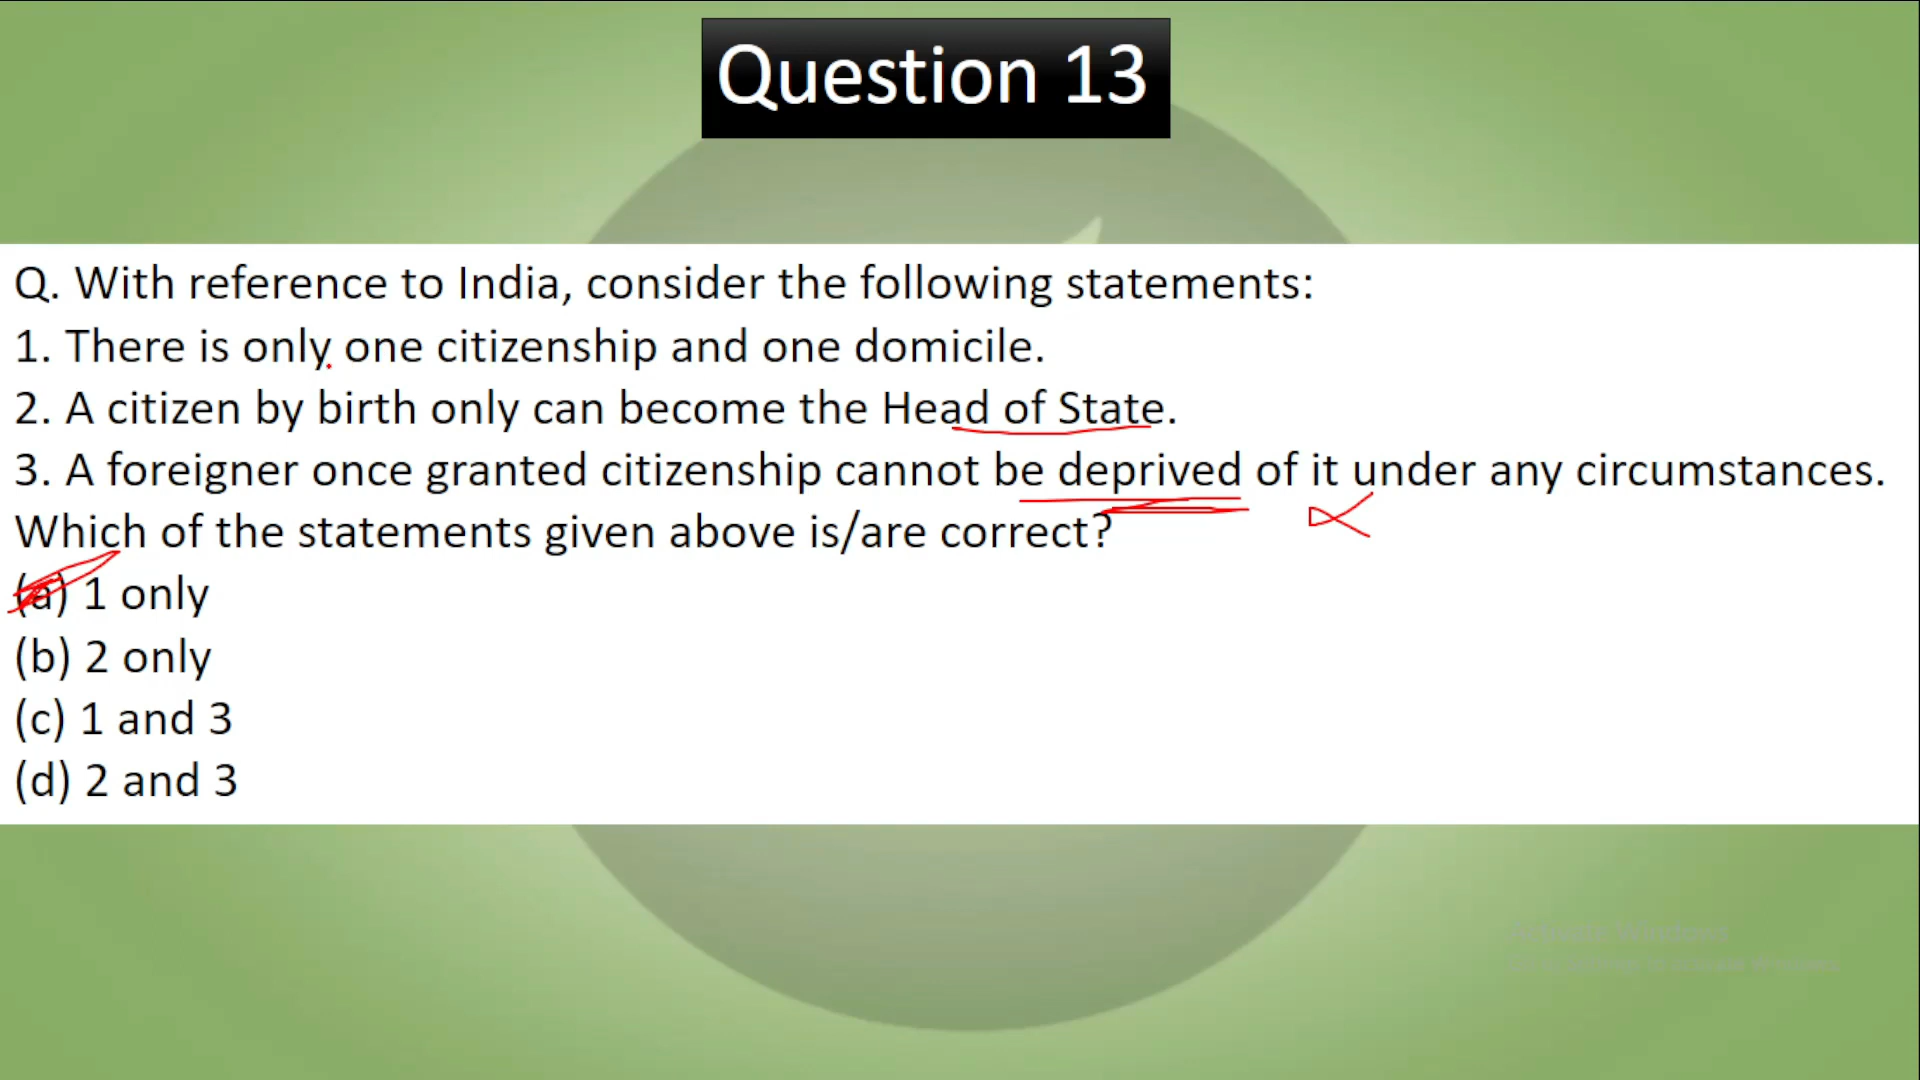 Question 13
Q. With reference to India, consider the following statements:
1. There is only one citizenship and one domicile.
2. A citizen by birth only can become the Head of State.
3. A foreigner once granted citizenship cannot be deprived of it under any circumstances.
Which of the statements given above is/are correct?
(a) 1 only
(b) 2 only
(c) 1 and 3
(d) 2 and 3
Activate Windows